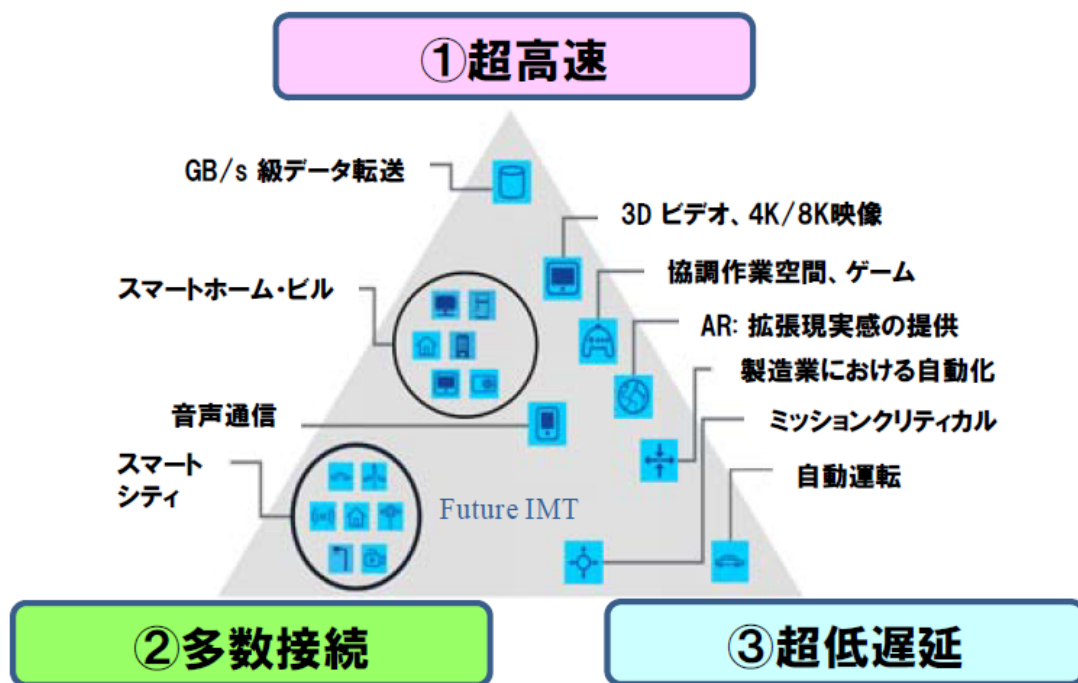 ①超高速
GB/s 級データ転送
3D ビデオ、4K/8K映像
協調作業空間、ゲーム
スマートホーム・ビル
AR: 拡張現実感の提供
製造業における自動化
音声通信
ミッションクリティカル
スマート
シティ
自動運転
Future IMT
②多数接続
③超低遅延